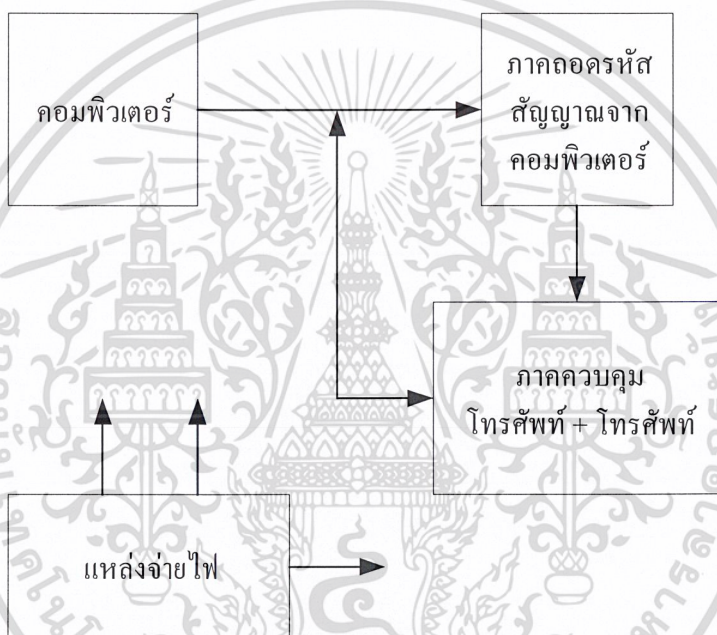 คอมพิวเตอร์
ภาคถอดรหัส
สัญญาณจาก
คอมพิวเตอร์
ภาคควบคุม
โทรศัพท์ + โทรศัพท์
แหล่งจ่ายไฟ